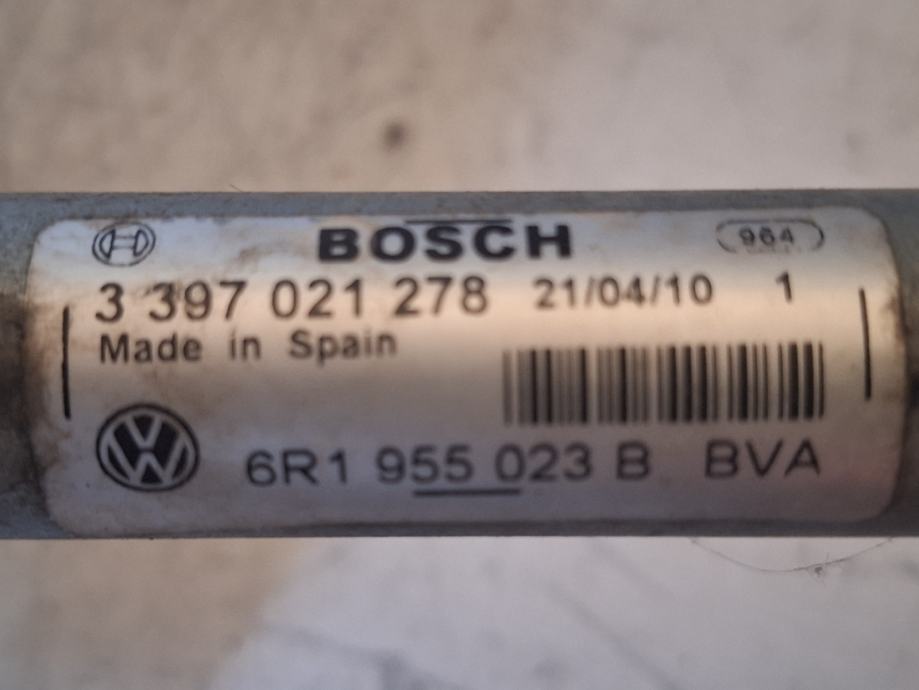 BOSCH 964
3 397 021 278 21/04/10 1
Made in Spain
6R1 955 023 B BVA